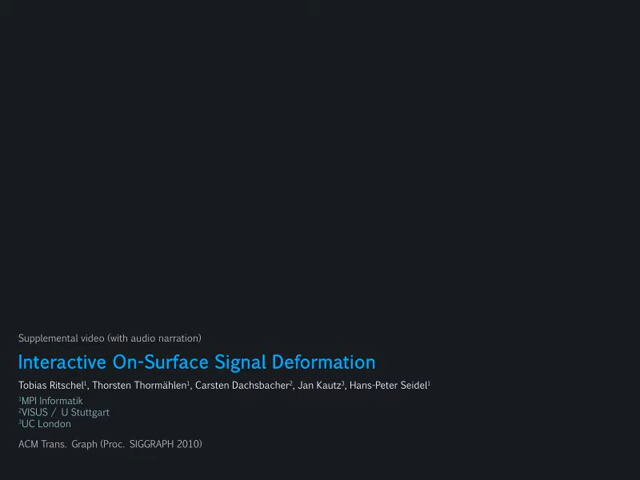 Supplemental video (with audio narration)
Interactive On-Surface Signal Deformation
Tobias Ritschel¹, Thorsten Thormählen¹, Carsten Dachsbacher², Jan Kautz³, Hans-Peter Seidel¹
¹MPI Informatik
²VISUS / U Stuttgart
³UC London
ACM Trans. Graph (Proc. SIGGRAPH 2010)